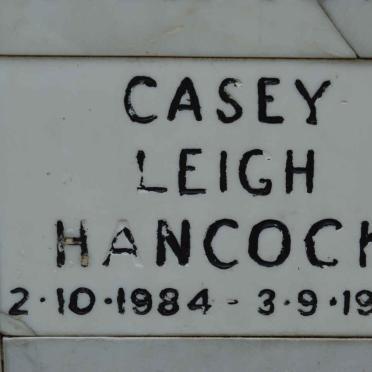 CASEY
LEIGH
HANCOCK
2·10·1984 - 3·9·19